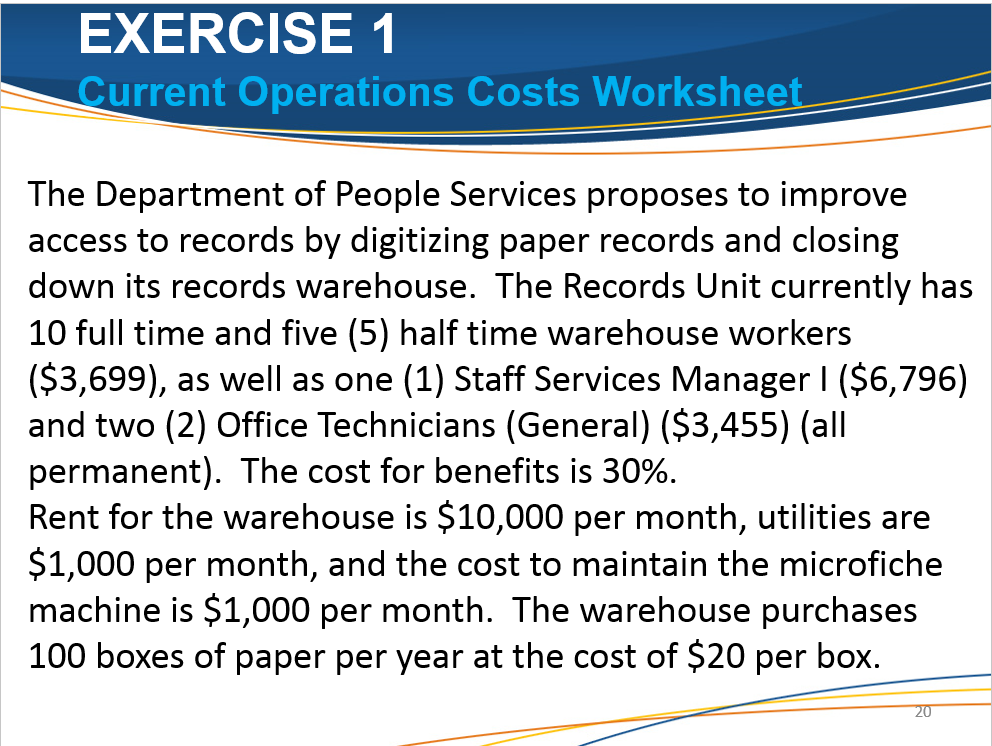 EXERCISE 1
Current Operations Costs Worksheet
The Department of People Services proposes to improve
access to records by digitizing paper records and closing
down its records warehouse.  The Records Unit currently has
10 full time and five (5) half time warehouse workers
($3,699), as well as one (1) Staff Services Manager I ($6,796)
and two (2) Office Technicians (General) ($3,455) (all
permanent).  The cost for benefits is 30%.
Rent for the warehouse is $10,000 per month, utilities are
$1,000 per month, and the cost to maintain the microfiche
machine is $1,000 per month.  The warehouse purchases
100 boxes of paper per year at the cost of $20 per box.
20